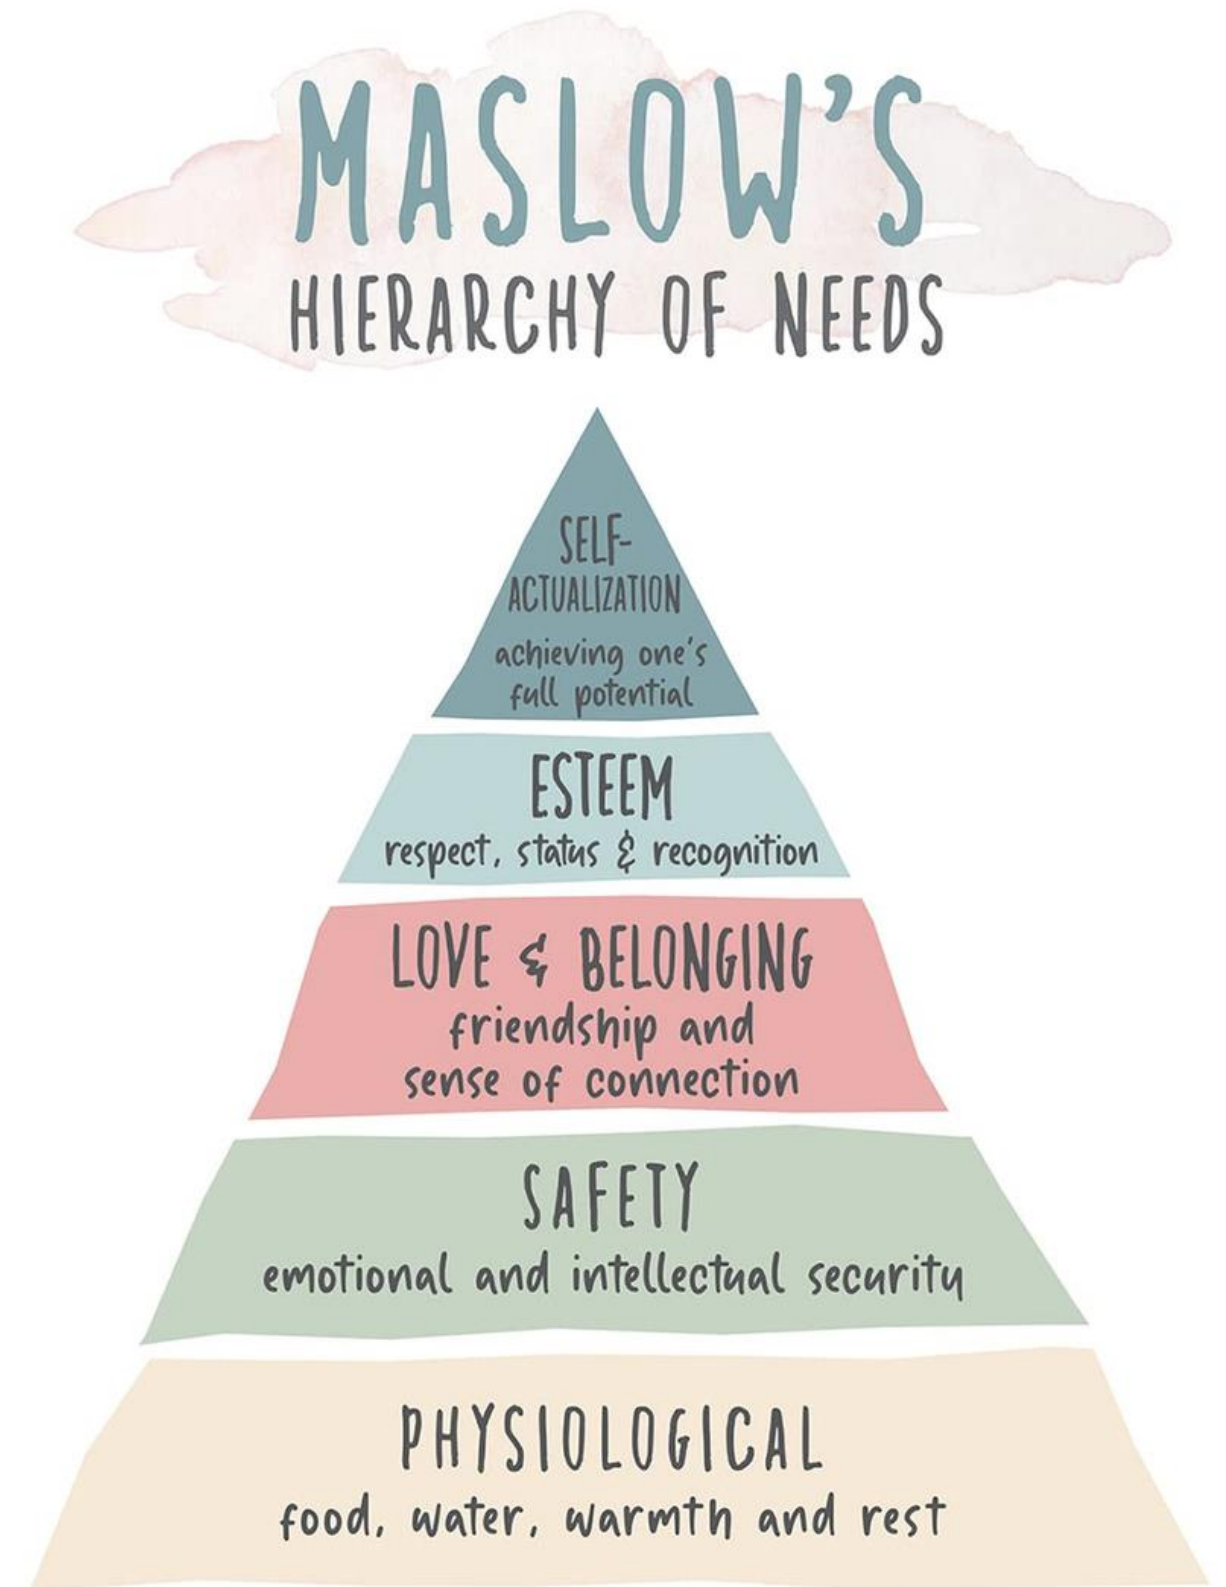 MASLOW'S
HIERARCHY OF NEEDS
SELF-
ACTUALIZATION
achieving one's
full potential
ESTEEM
respect, status & recognition
LOVE & BELONGING
friendship and
sense of connection
SAFETY
emotional and intellectual security
PHYSIOLOGICAL
food, water, warmth and rest